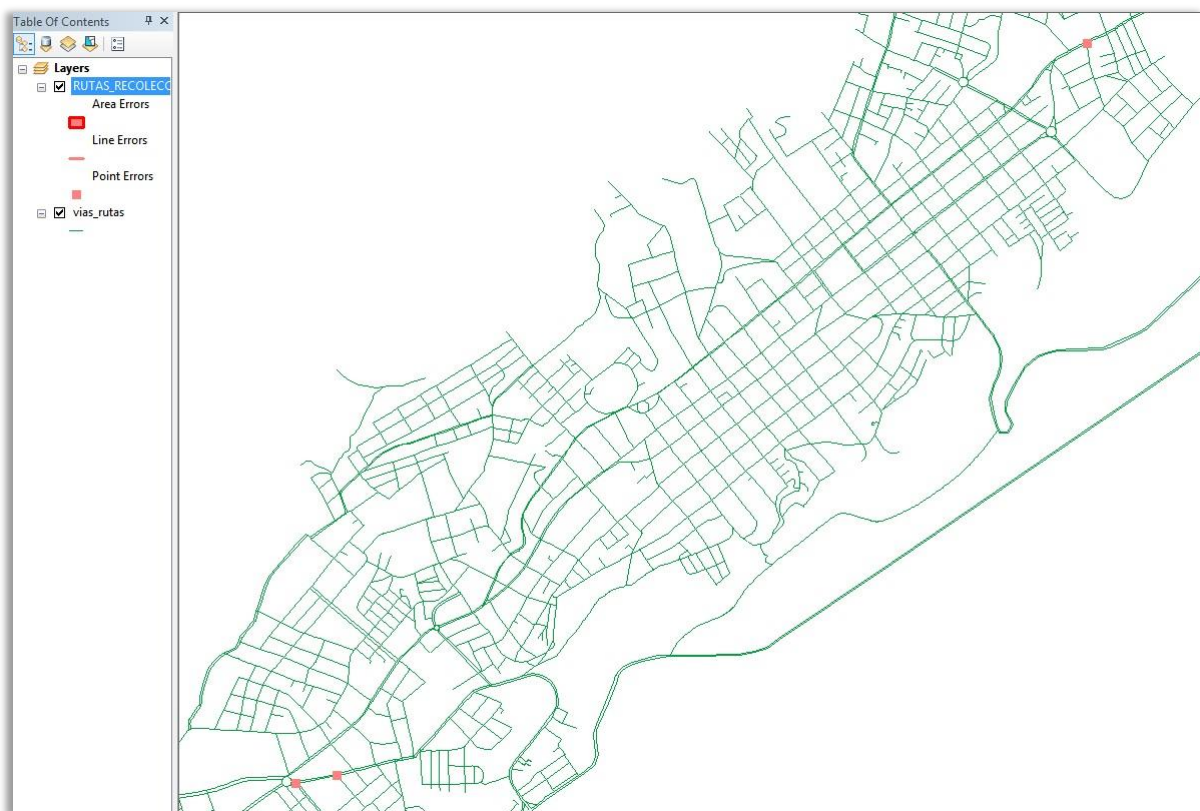 Table Of Contents
Layers
RUTAS_RECOLECC
Area Errors
Line Errors
Point Errors
vias_rutas